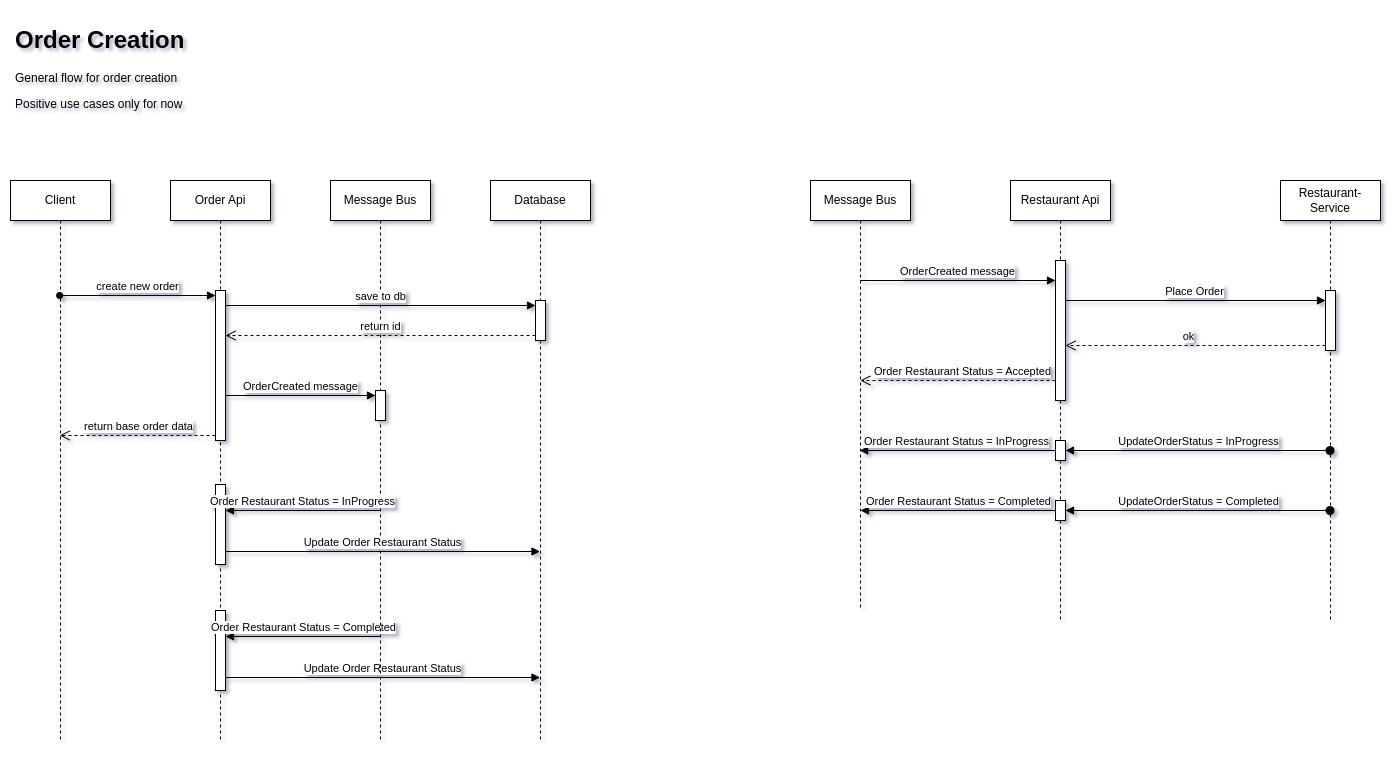 Order Creation
General flow for order creation
Positive use cases only for now
Client
Order Api
Message Bus
Database
create new order
save to db
return id
OrderCreated message
return base order data
Order Restaurant Status = InProgress
Update Order Restaurant Status
Order Restaurant Status = Completed
Update Order Restaurant Status
Message Bus
Restaurant Api
Restaurant-
Service
OrderCreated message
Place Order
ok
Order Restaurant Status = Accepted
Order Restaurant Status = InProgress
UpdateOrderStatus = InProgress
Order Restaurant Status = Completed
UpdateOrderStatus = Completed